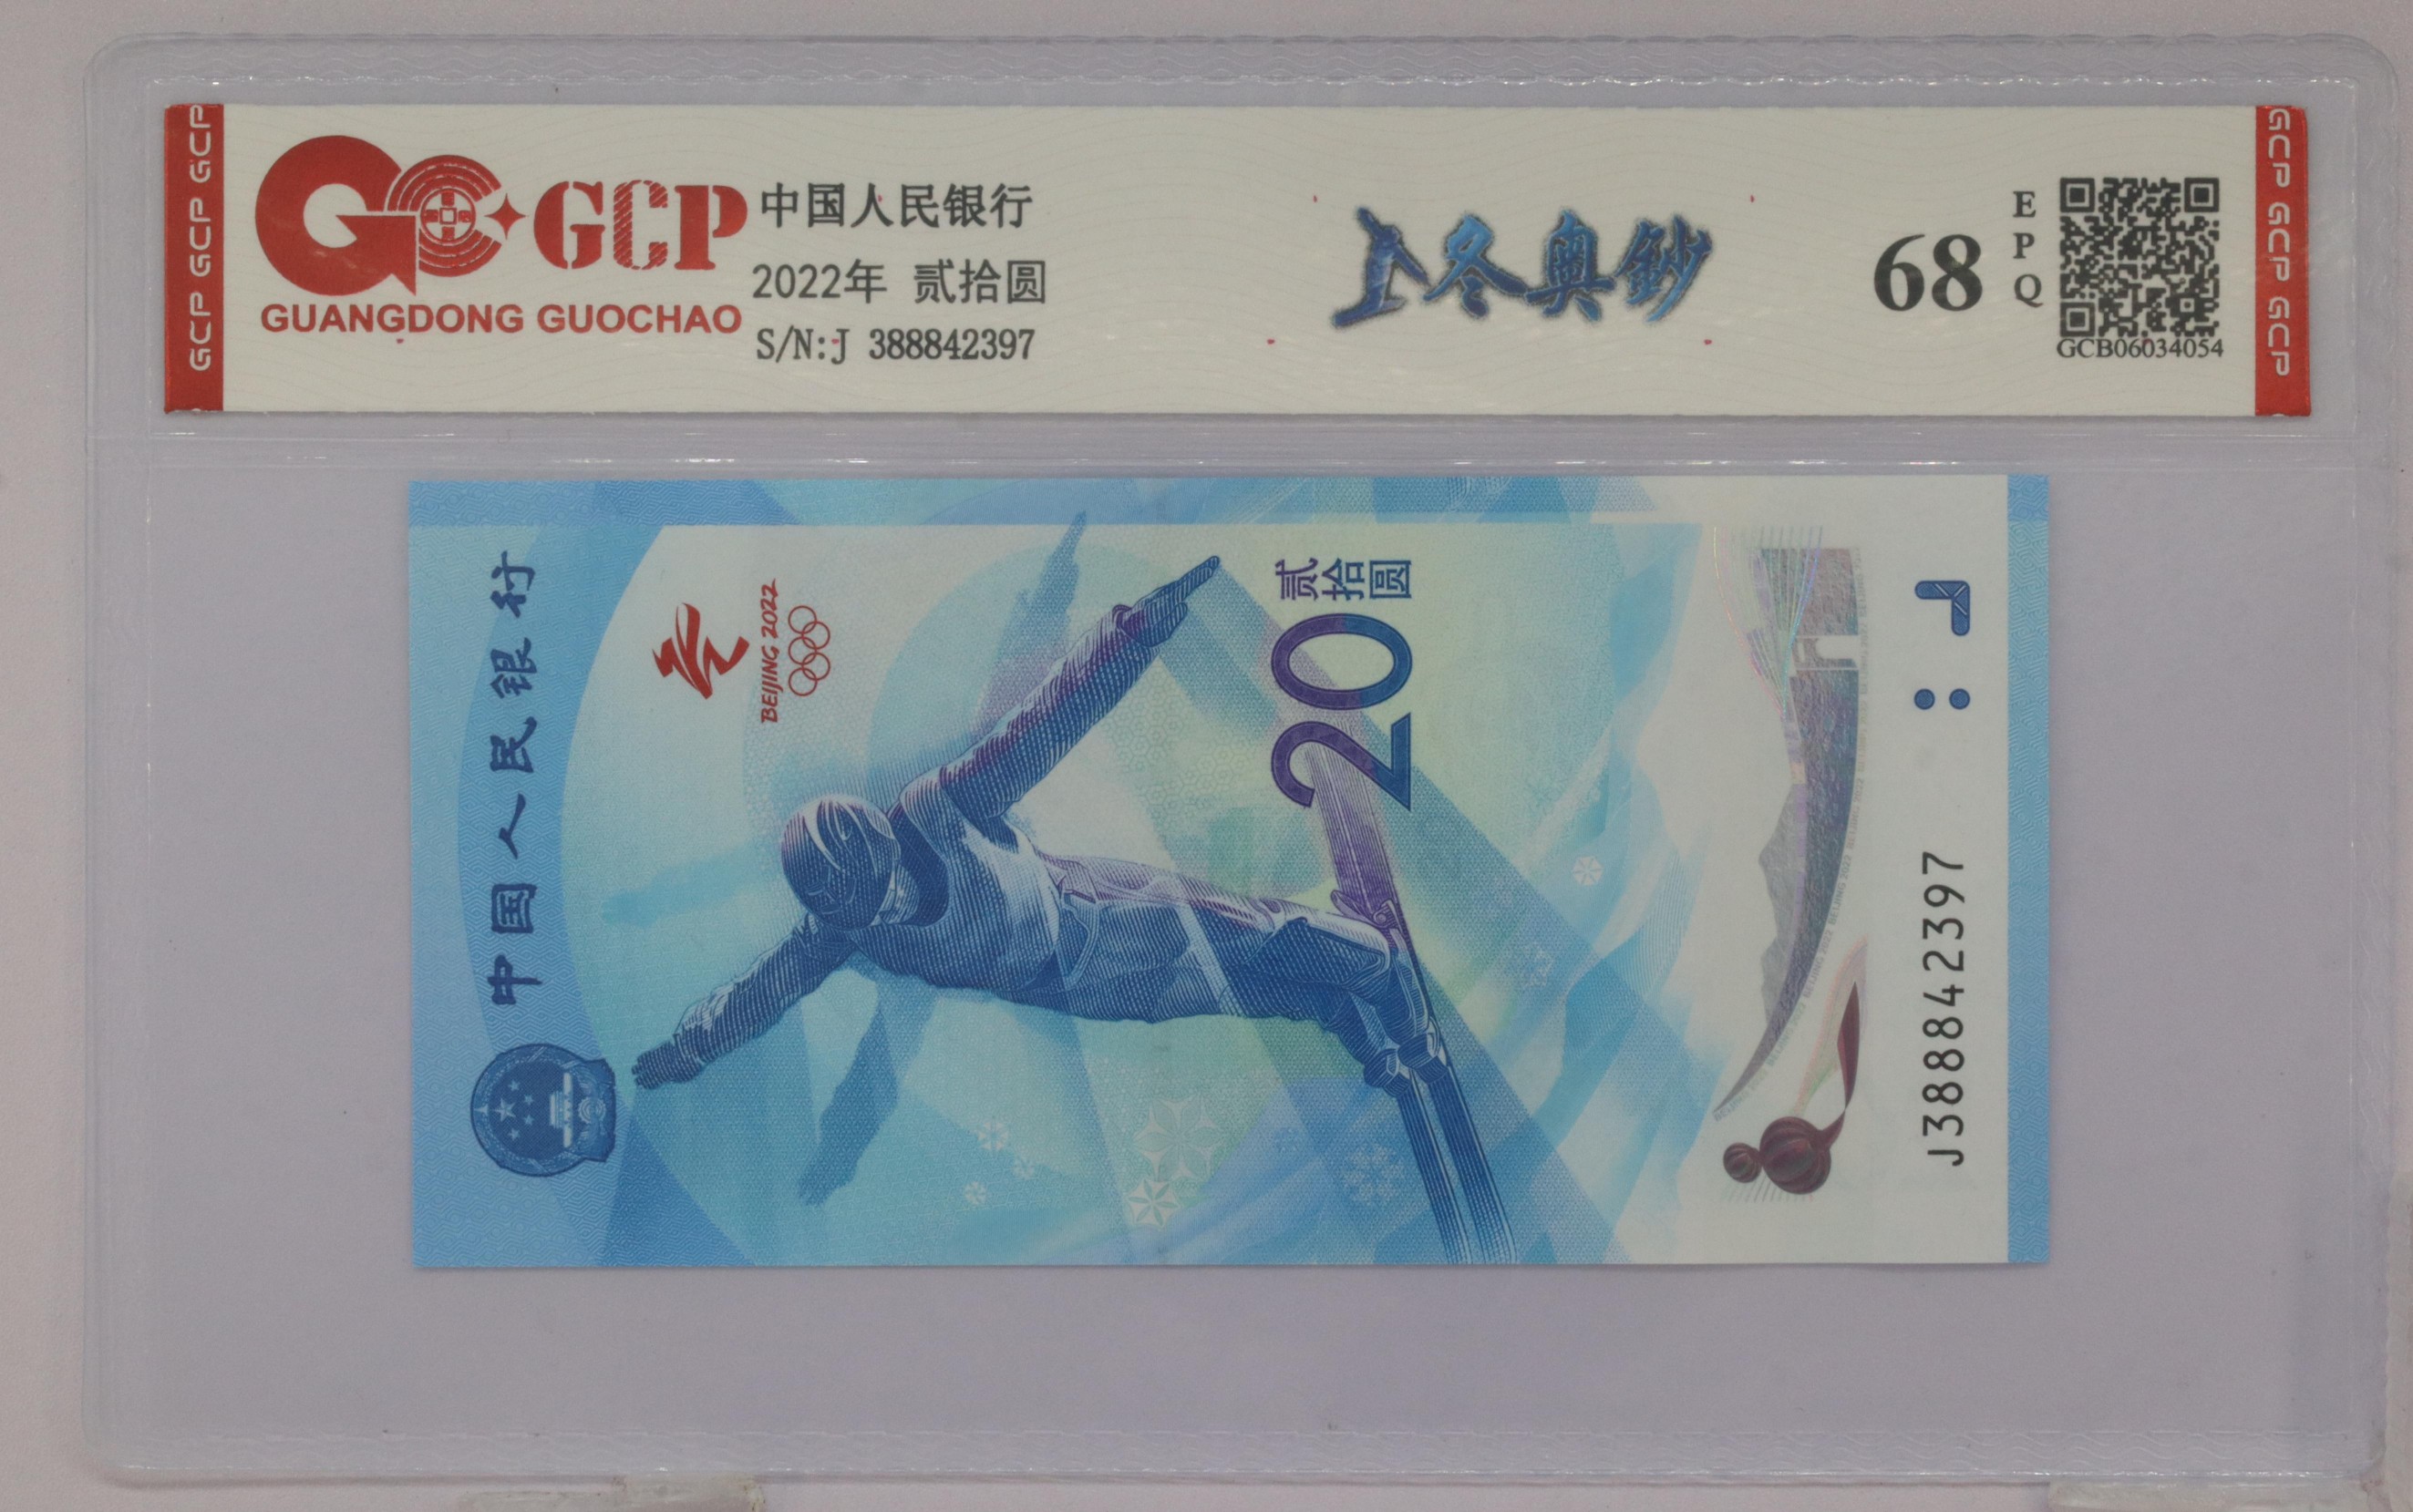 GCP GCP GCP
GCP
GUANGDONG GUOCHAO
中国人民银行
2022年 贰拾圆
S/N:J 388842397
冬奥鈔
68
EPQ
GCB06034054
GCP GCP GCP
中国人民银行
BEIJING 2022
贰拾圆
20
J388842397